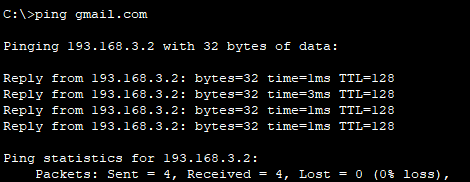 C:\>ping gmail.com
Pinging 193.168.3.2 with 32 bytes of data:
Reply from 193.168.3.2: bytes=32 time=1ms TTL=128
Reply from 193.168.3.2: bytes=32 time=3ms TTL=128
Reply from 193.168.3.2: bytes=32 time=1ms TTL=128
Reply from 193.168.3.2: bytes=32 time=1ms TTL=128
Ping statistics for 193.168.3.2:
    Packets: Sent = 4, Received = 4, Lost = 0 (0% loss),